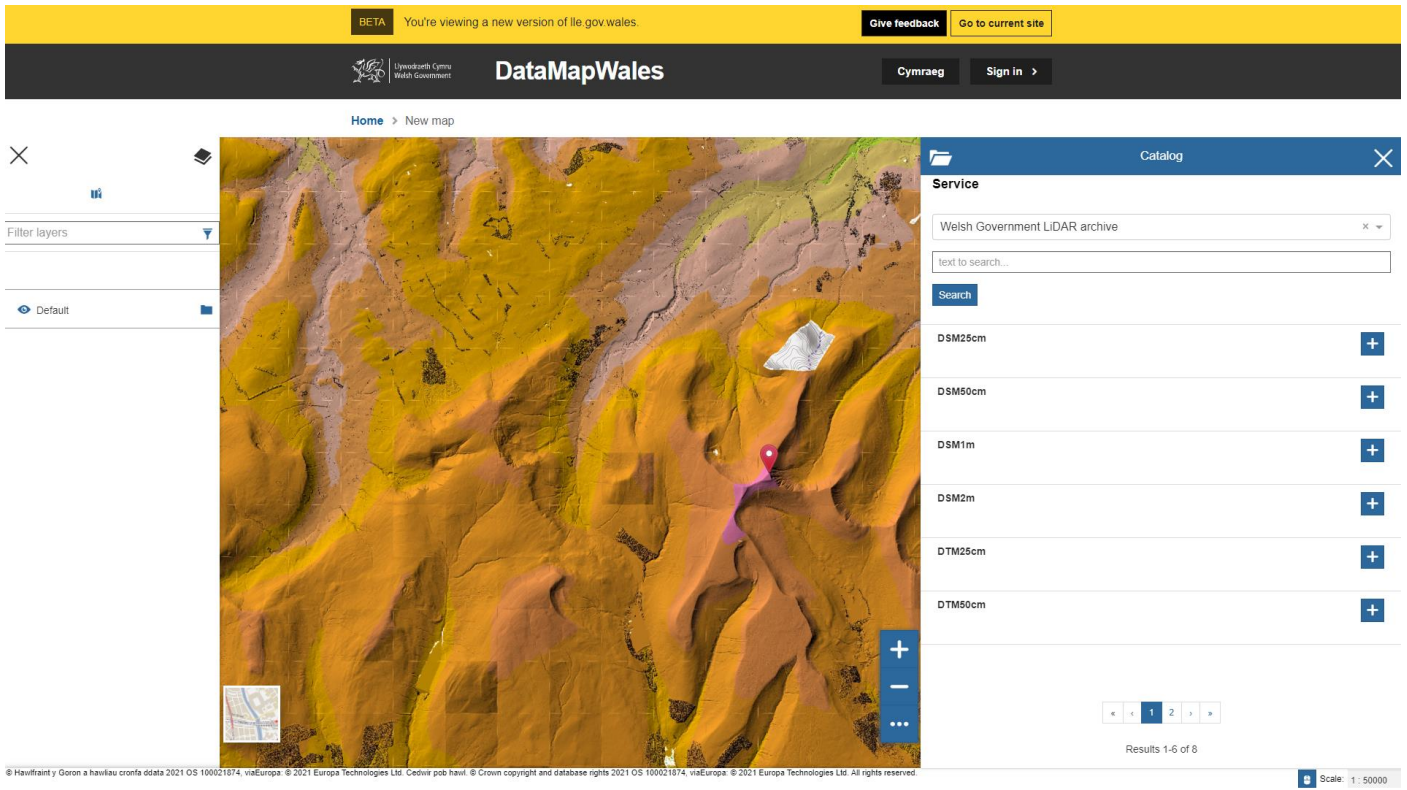 BETA You're viewing a new version of lle.gov.wales. Give feedback Go to current site
Llywodraeth Cymru
Welsh Government
DataMapWales
Cymraeg Sign in >
Home > New map
Catalog
Service
Filter layers
Welsh Government LiDAR archive
text to search...
Search
Default
DSM25cm
DSM50cm
DSM1m
DSM2m
DTM25cm
DTM50cm
« ‹ 1 2 › »
Results 1-6 of 8
© Hawlfraint y Goron a hawliau cronfa ddata 2021 OS 100021874, viaEuropa: © 2021 Europa Technologies Ltd. Cedwir pob hawl. © Crown copyright and database rights 2021 OS 100021874, viaEuropa: © 2021 Europa Technologies Ltd. All rights reserved.
Scale: 1 : 50000